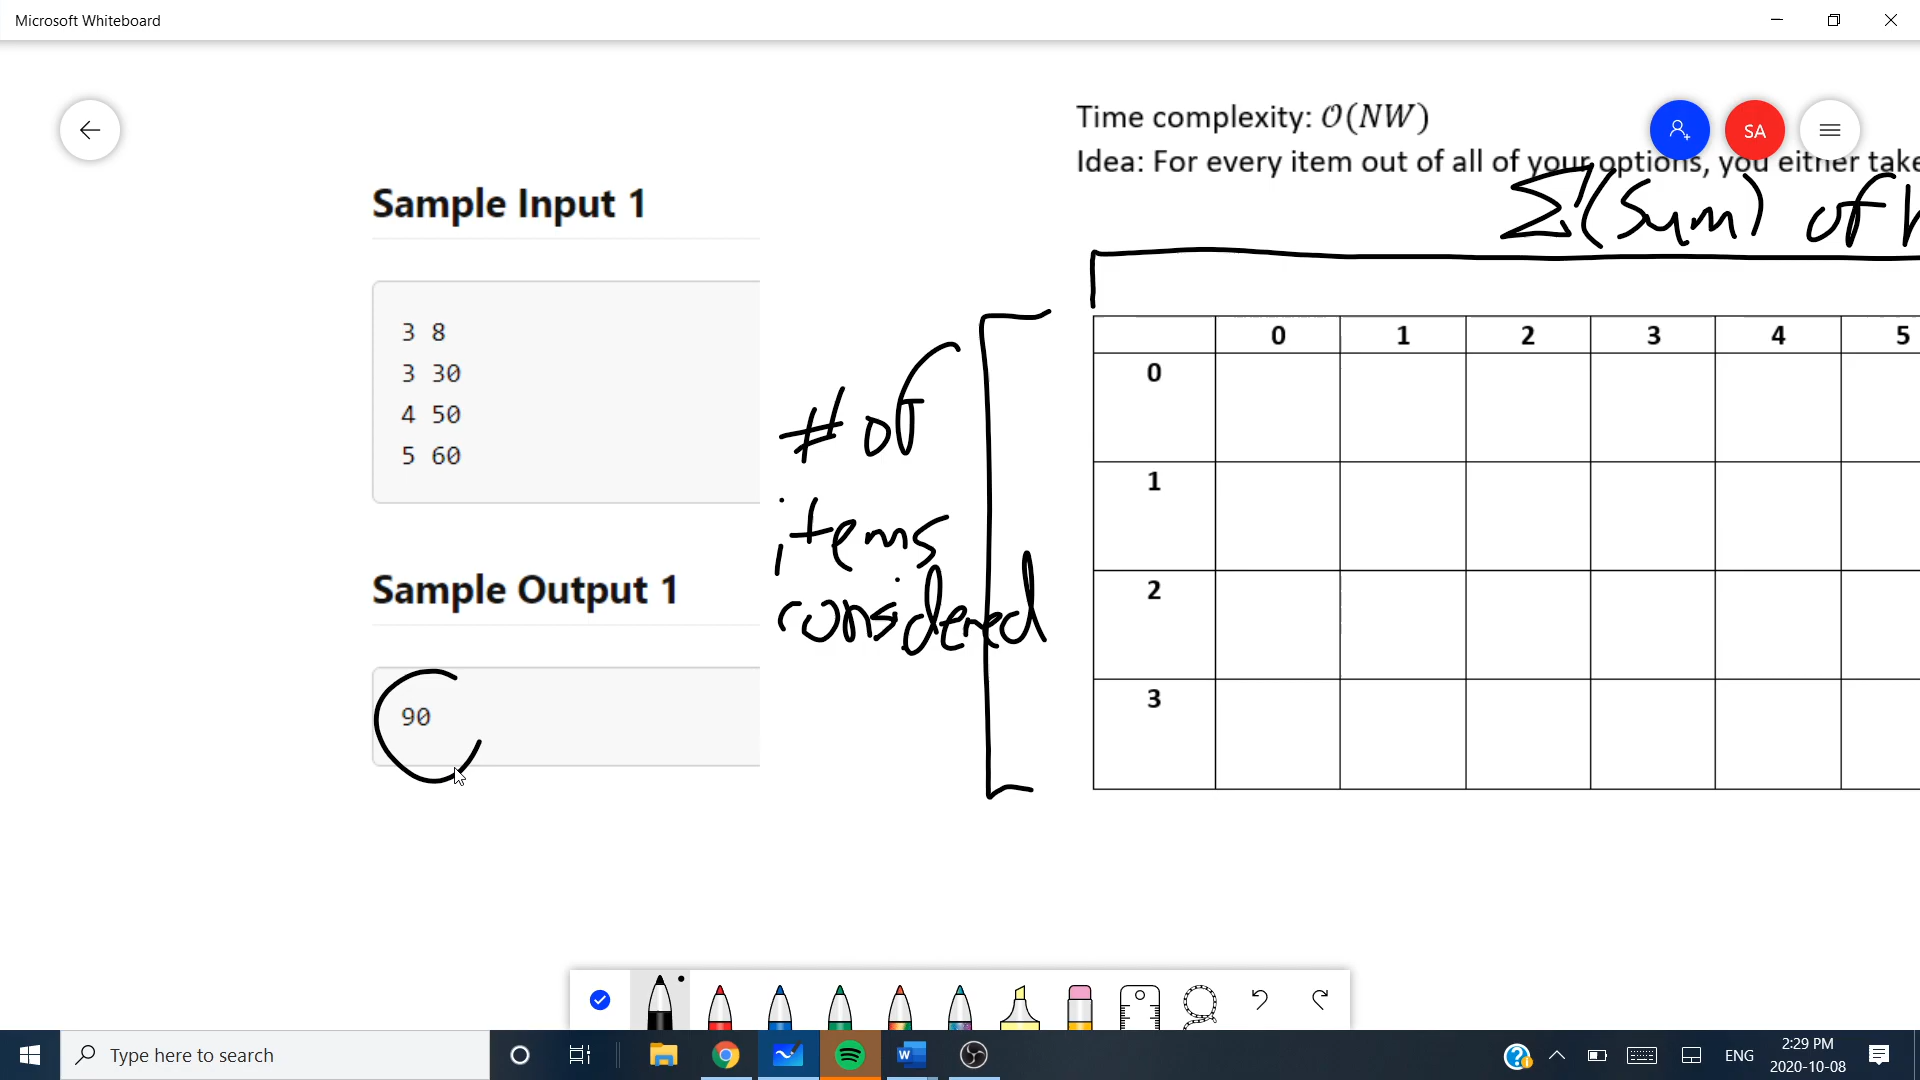 Microsoft Whiteboard
Time complexity: 𝒪(NW)
Idea: For every item out of all of your options, you either take
SA
Σ(Sum) of
Sample Input 1
3 8
3 30
4 50
5 60
# of
items
considered
0 1 2 3 4 5
0
1
2
3
Sample Output 1
90
Type here to search
ENG
2:29 PM
2020-10-08